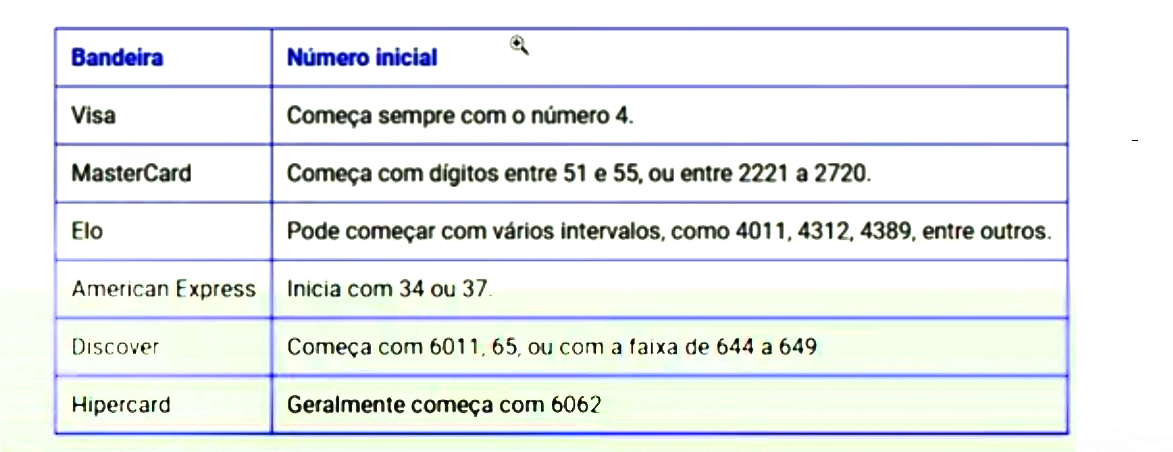 Bandeira Número inicial
Visa Começa sempre com o número 4.
MasterCard Começa com dígitos entre 51 e 55, ou entre 2221 a 2720.
Elo Pode começar com vários intervalos, como 4011, 4312, 4389, entre outros.
American Express Inicia com 34 ou 37.
Discover Começa com 6011, 65, ou com a faixa de 644 a 649
Hipercard Geralmente começa com 6062